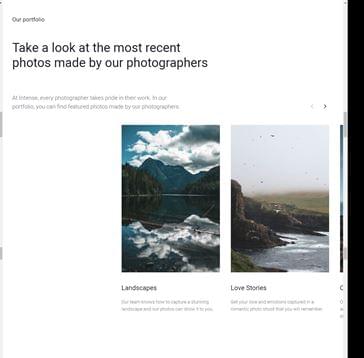 Our portfolio
Take a look at the most recent
photos made by our photographers
At Intense, every photographer takes pride in their work. In our
portfolio, you can find featured photos made by our photographers.
Landscapes
Love Stories
Our team knows how to capture a stunning
landscape and our photos can show it to you.
Get your love and emotions captured in a
romantic photo shoot that you will remember.